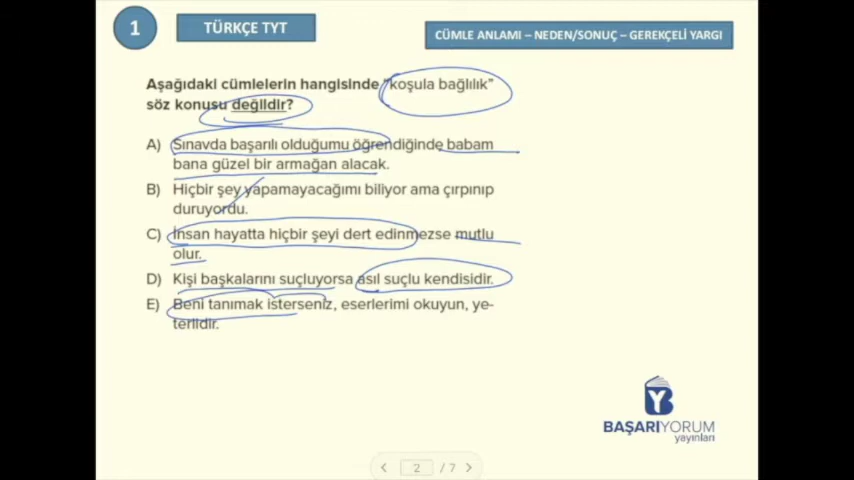 1
TÜRKÇE TYT
CÜMLE ANLAMI – NEDEN/SONUÇ – GEREKÇELİ YARGI
Aşağıdaki cümlelerin hangisinde "koşula bağlılık"
söz konusu değildir?
A) Sınavda başarılı olduğumu öğrendiğinde babam
bana güzel bir armağan alacak.
B) Hiçbir şey yapamayacağımı biliyor ama çırpınıp
duruyordu.
C) İnsan hayatta hiçbir şeyi dert edinmezse mutlu
olur.
D) Kişi başkalarını suçluyorsa asıl suçlu kendisidir.
E) Beni tanımak isterseniz, eserlerimi okuyun, ye-
terlidir.
BAŞARIYORUM
yayınları
2 / 7